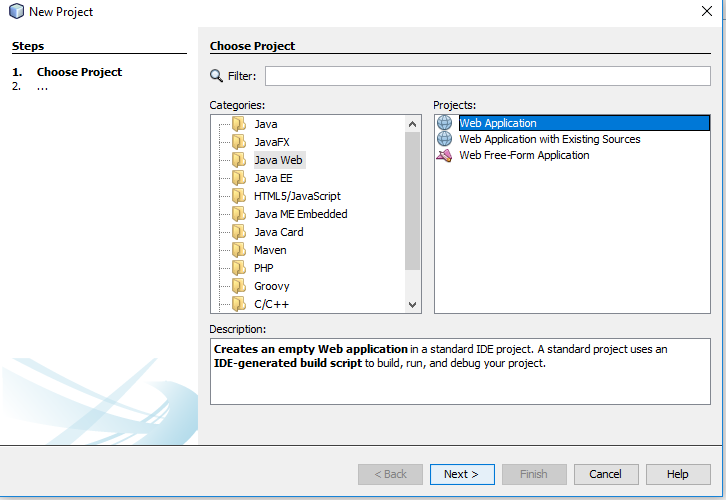 New Project
Steps
1. Choose Project
2. ...
Choose Project
Filter:
Categories:
Java
JavaFX
Java Web
Java EE
HTML5/JavaScript
Java ME Embedded
Java Card
Maven
PHP
Groovy
C/C++
Projects:
Web Application
Web Application with Existing Sources
Web Free-Form Application
Description:
Creates an empty Web application in a standard IDE project. A standard project uses an
IDE-generated build script to build, run, and debug your project.
< Back
Next >
Finish
Cancel
Help